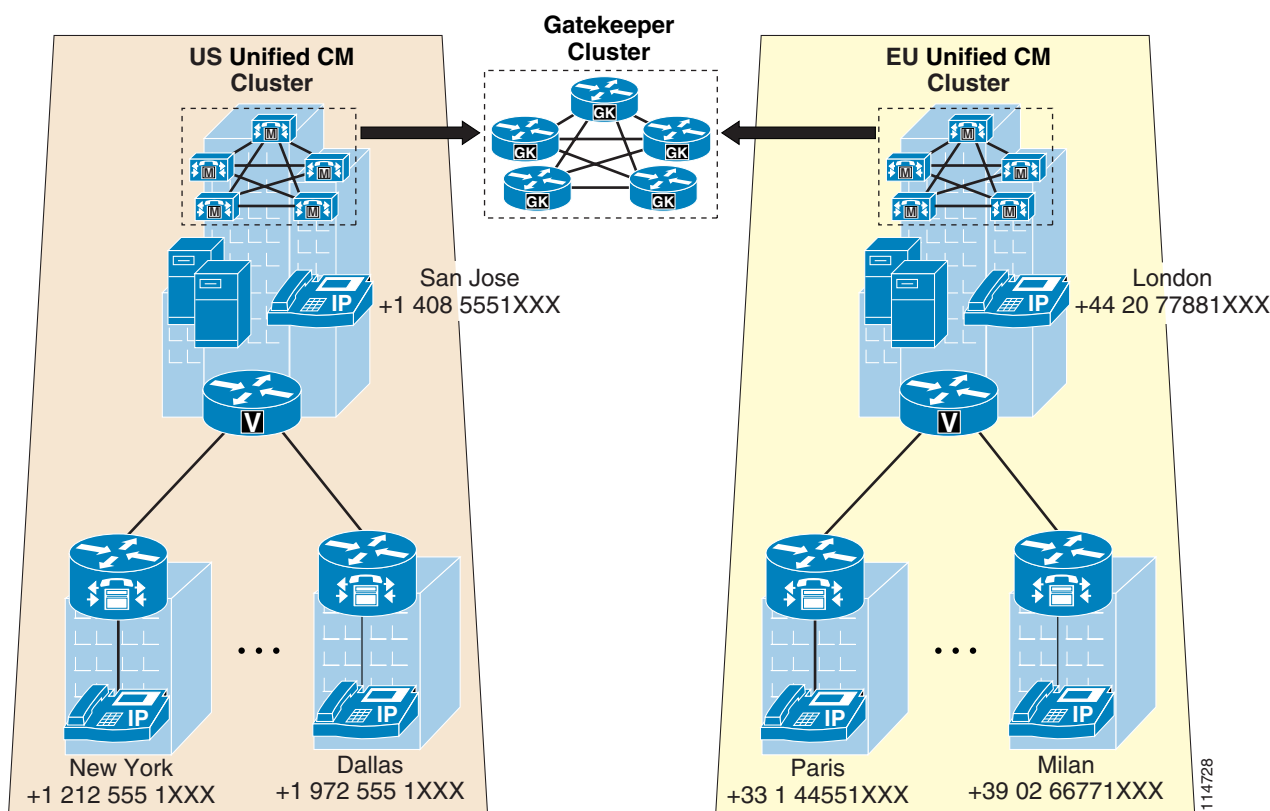 Gatekeeper
Cluster
US Unified CM
Cluster
EU Unified CM
Cluster
M
M
M
M
M
GK
GK
GK
GK
GK
M
M
M
M
M
IP
San Jose
+1 408 5551XXX
IP
London
+44 20 77881XXX
V
V
IP
IP
IP
IP
New York
+1 212 555 1XXX
Dallas
+1 972 555 1XXX
Paris
+33 1 44551XXX
Milan
+39 02 66771XXX
114728